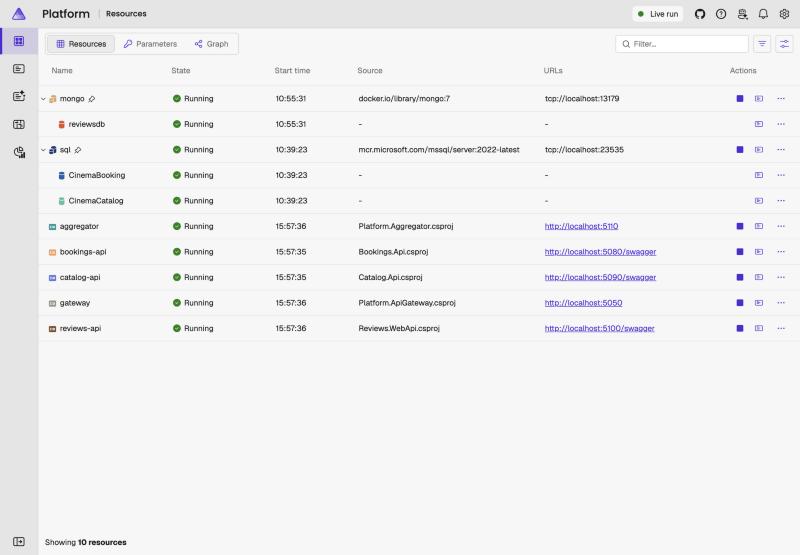 Platform Resources Live run
Resources Parameters Graph Filter...
Name State Start time Source URLs Actions
mongo Running 10:55:31 docker.io/library/mongo:7 tcp://localhost:13179
reviewsdb Running 10:55:31 - -
sql Running 10:39:23 mcr.microsoft.com/mssql/server:2022-latest tcp://localhost:23535
CinemaBooking Running 10:39:23 - -
CinemaCatalog Running 10:39:23 - -
aggregator Running 15:57:36 Platform.Aggregator.csproj http://localhost:5110
bookings-api Running 15:57:35 Bookings.Api.csproj http://localhost:5080/swagger
catalog-api Running 15:57:35 Catalog.Api.csproj http://localhost:5090/swagger
gateway Running 15:57:36 Platform.ApiGateway.csproj http://localhost:5050
reviews-api Running 15:57:36 Reviews.WebApi.csproj http://localhost:5100/swagger
Showing 10 resources